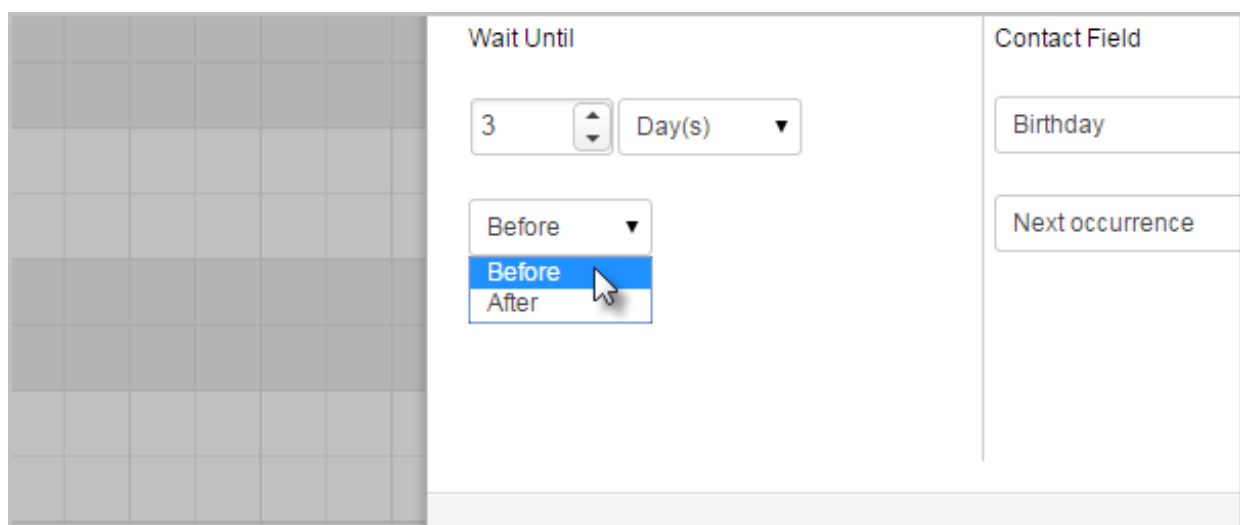 Wait Until
3 Day(s)
Before
Before
After
Contact Field
Birthday
Next occurrence